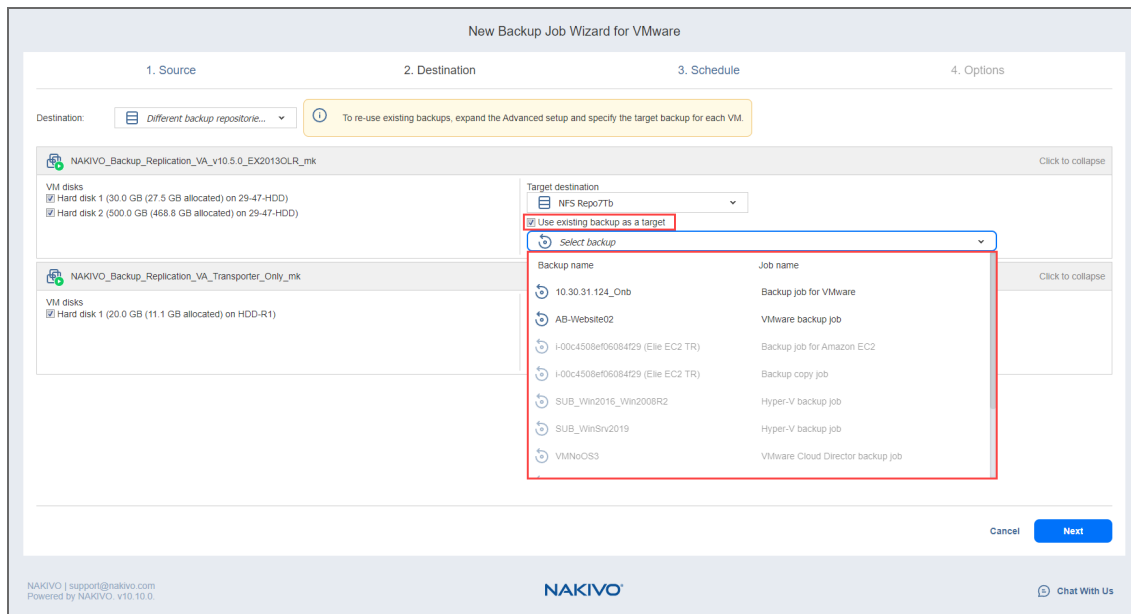 New Backup Job Wizard for VMware
1. Source
2. Destination
3. Schedule
4. Options
Destination:
Different backup repositorie...
To re-use existing backups, expand the Advanced setup and specify the target backup for each VM.
NAKIVO_Backup_Replication_VA_v10.5.0_EX2013OLR_mk
Click to collapse
VM disks
Hard disk 1 (30.0 GB (27.5 GB allocated) on 29-47-HDD)
Hard disk 2 (500.0 GB (468.8 GB allocated) on 29-47-HDD)
Target destination
NFS Repo7Tb
Use existing backup as a target
Select backup
Backup name Job name
10.30.31.124_Onb Backup job for VMware
AB-Website02 VMware backup job
i-00c4508ef06084f29 (Elie EC2 TR) Backup job for Amazon EC2
i-00c4508ef06084f29 (Elie EC2 TR) Backup copy job
SUB_Win2016_Win2008R2 Hyper-V backup job
SUB_WinSrv2019 Hyper-V backup job
VMNoOS3 VMware Cloud Director backup job
NAKIVO_Backup_Replication_VA_Transporter_Only_mk
Click to collapse
VM disks
Hard disk 1 (20.0 GB (11.1 GB allocated) on HDD-R1)
Cancel
Next
NAKIVO | support@nakivo.com
Powered by NAKIVO. v10.10.0.
NAKIVO®
Chat With Us